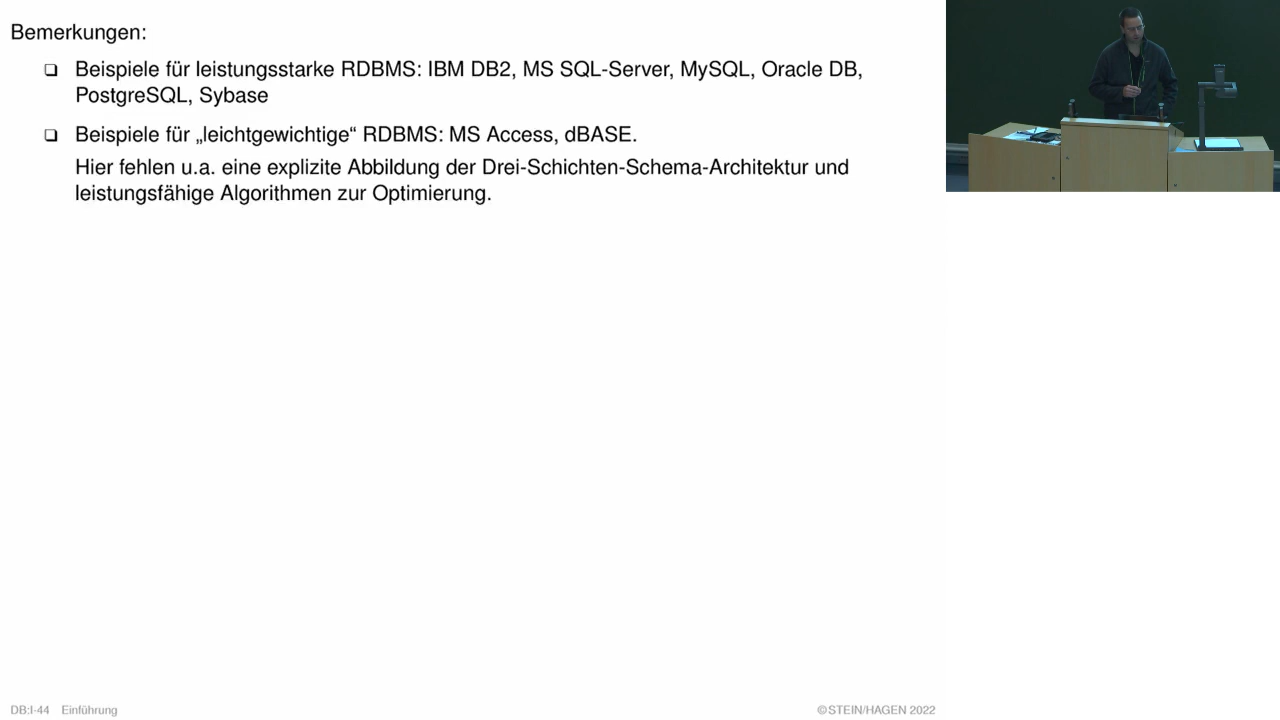 Bemerkungen:
❑ Beispiele für leistungsstarke RDBMS: IBM DB2, MS SQL-Server, MySQL, Oracle DB,
PostgreSQL, Sybase
❑ Beispiele für „leichtgewichtige“ RDBMS: MS Access, dBASE.
Hier fehlen u.a. eine explizite Abbildung der Drei-Schichten-Schema-Architektur und
leistungsfähige Algorithmen zur Optimierung.
DB:I-44 Einführung
©STEIN/HAGEN 2022